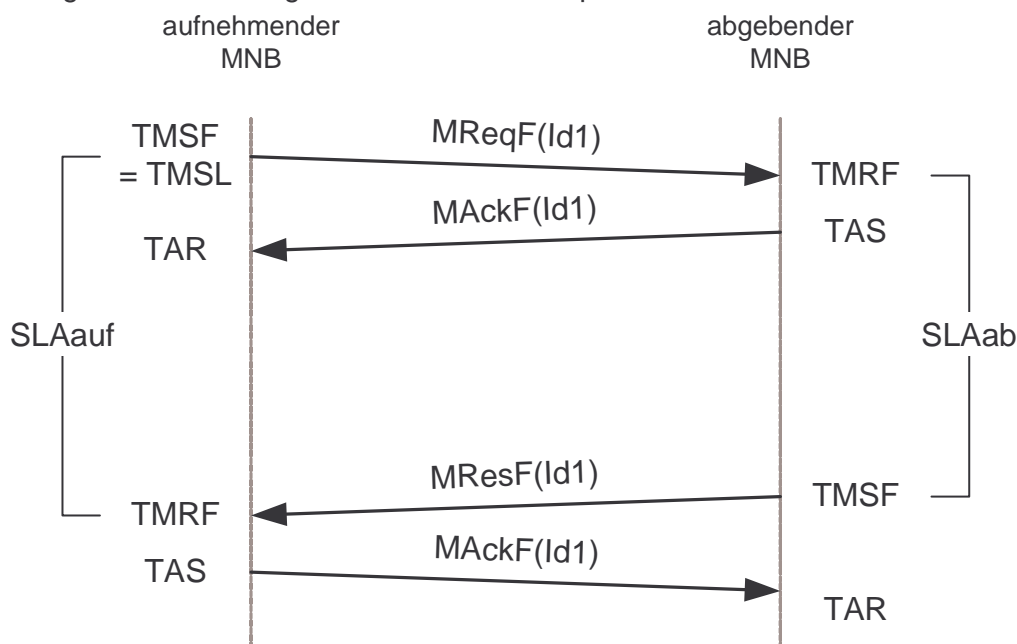 aufnehmender
MNB
abgebender
MNB
TMSF
= TMSL
MReqF(Id1)
TMRF
MAckF(Id1)
TAR
TAS
SLAauf
SLAab
MResF(Id1)
TMRF
TMSF
MAckF(Id1)
TAS
TAR